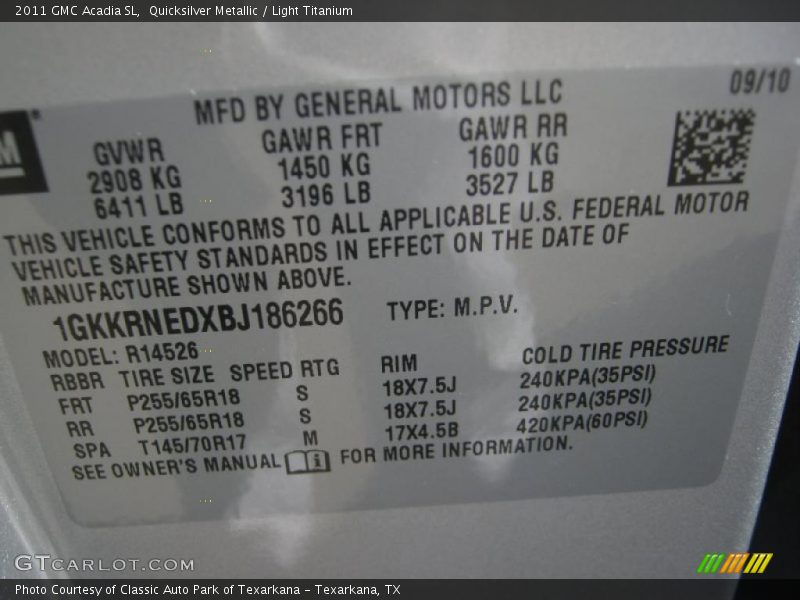 2011 GMC Acadia SL, Quicksilver Metallic / Light Titanium
09/10
MFD BY GENERAL MOTORS LLC
GVWR GAWR FRT GAWR RR
2908 KG 1450 KG 1600 KG
6411 LB 3196 LB 3527 LB
THIS VEHICLE CONFORMS TO ALL APPLICABLE U.S. FEDERAL MOTOR
VEHICLE SAFETY STANDARDS IN EFFECT ON THE DATE OF
MANUFACTURE SHOWN ABOVE.
1GKKRNEDXBJ186266 TYPE: M.P.V.
MODEL: R14526
RBBR TIRE SIZE SPEED RTG RIM COLD TIRE PRESSURE
FRT P255/65R18 S 18X7.5J 240KPA(35PSI)
RR P255/65R18 S 18X7.5J 240KPA(35PSI)
SPA T145/70R17 M 17X4.5B 420KPA(60PSI)
SEE OWNER'S MANUAL FOR MORE INFORMATION.
GTCARLOT.COM
Photo Courtesy of Classic Auto Park of Texarkana – Texarkana, TX